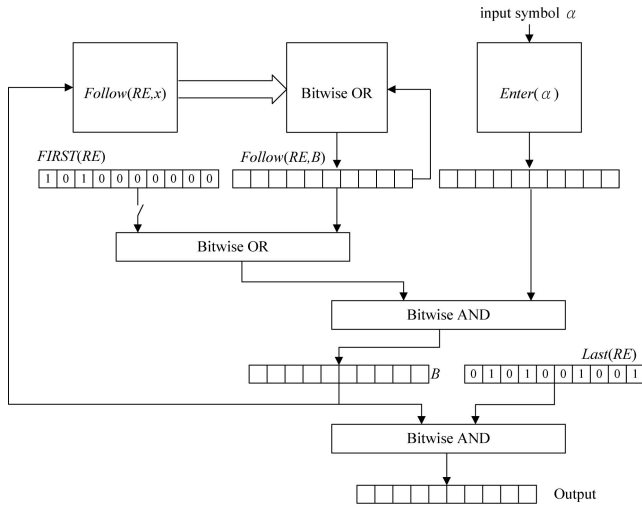 input symbol α
Follow(RE,x)
Bitwise OR
Enter(α)
FIRST(RE)
Follow(RE,B)
1 0 1 0 0 0 0 0 0 0
Bitwise OR
Bitwise AND
Last(RE)
B
0 1 0 1 0 0 1 0 0 1
Bitwise AND
Output